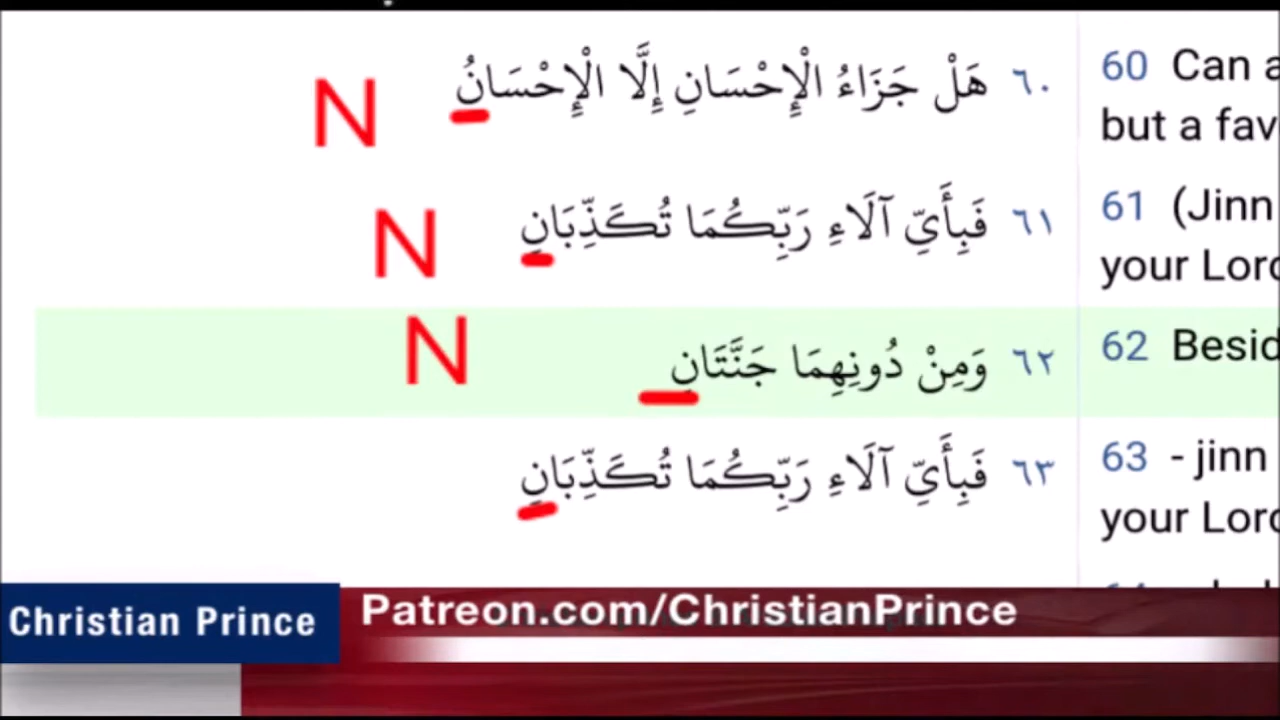 ٦٠ هَلْ جَزَاءُ الْإِحْسَانِ إِلَّا الْإِحْسَانُ
60 Can a
but a fav
N
٦١ فَبِأَيِّ آلَاءِ رَبِّكُمَا تُكَذِّبَانِ
61 (Jinn
your Lord
N
٦٢ وَمِنْ دُونِهِمَا جَنَّتَانِ
62 Besid
N
٦٣ فَبِأَيِّ آلَاءِ رَبِّكُمَا تُكَذِّبَانِ
63 - jinn
your Lord
Christian Prince
Patreon.com/ChristianPrince